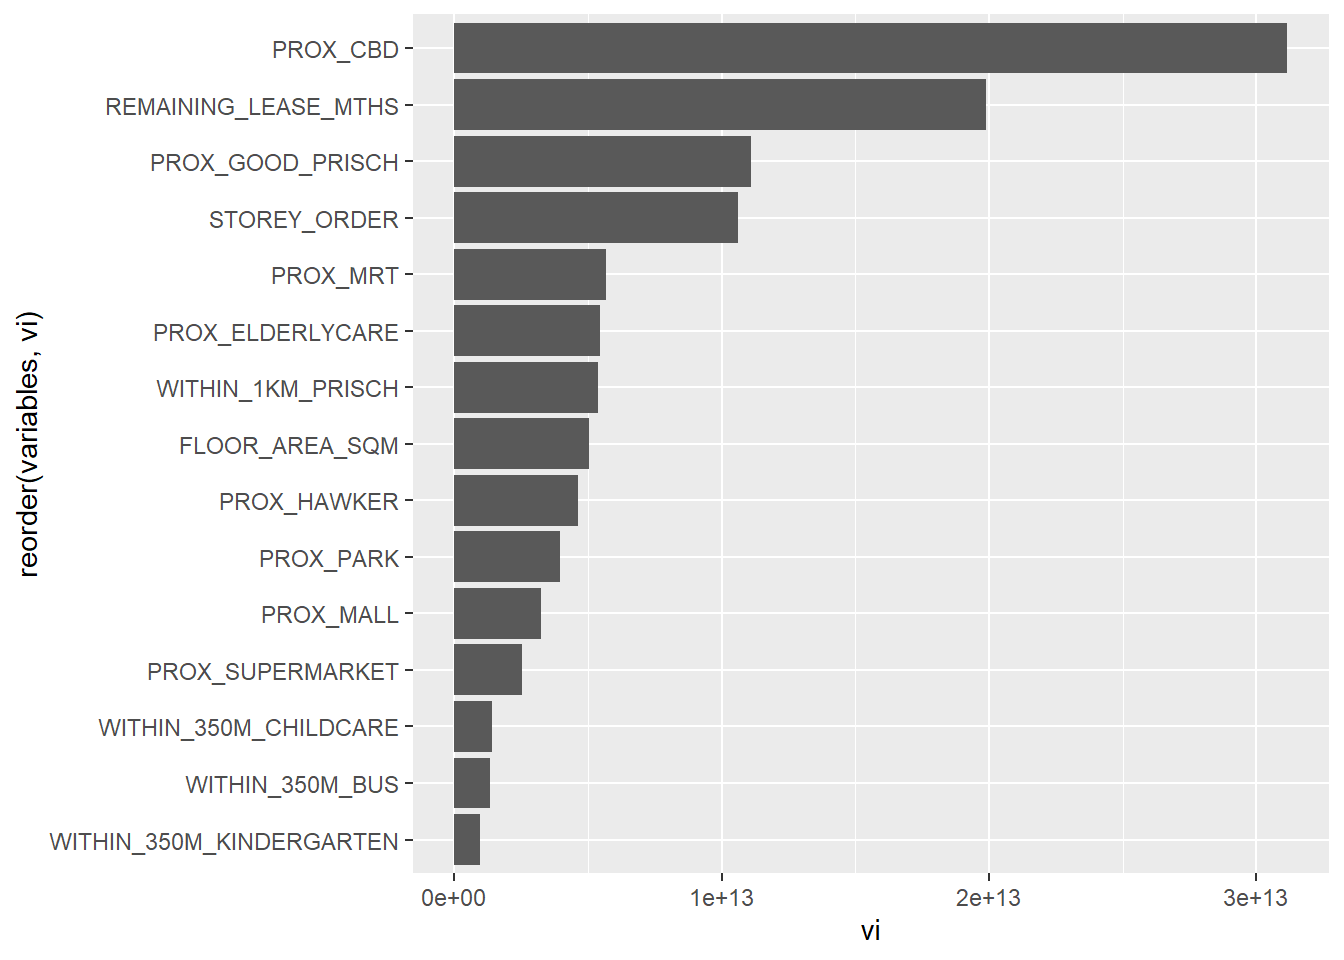 PROX_CBD
REMAINING_LEASE_MTHS
PROX_GOOD_PRISCH
STOREY_ORDER
PROX_MRT
PROX_ELDERLYCARE
WITHIN_1KM_PRISCH
FLOOR_AREA_SQM
PROX_HAWKER
PROX_PARK
PROX_MALL
PROX_SUPERMARKET
WITHIN_350M_CHILDCARE
WITHIN_350M_BUS
WITHIN_350M_KINDERGARTEN
reorder(variables, vi)
0e+00 1e+13 2e+13 3e+13
vi